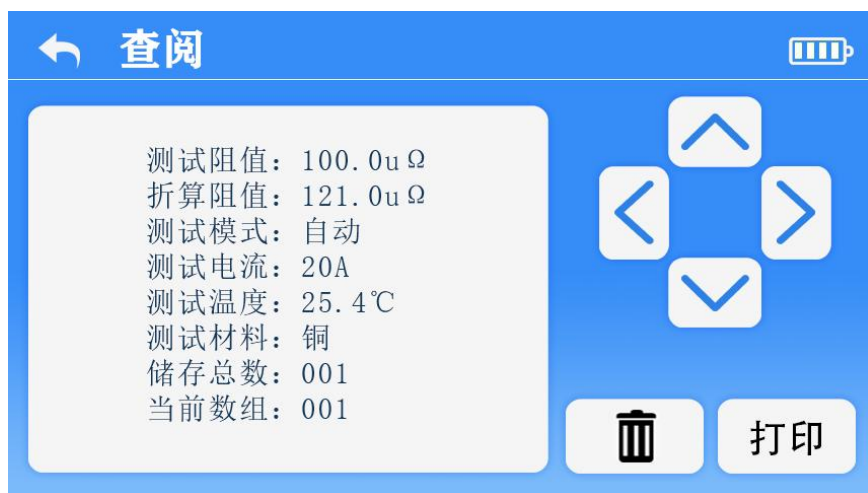 查阅
测试阻值：100.0uΩ
折算阻值：121.0uΩ
测试模式：自动
测试电流：20A
测试温度：25.4℃
测试材料：铜
储存总数：001
当前数组：001
打印